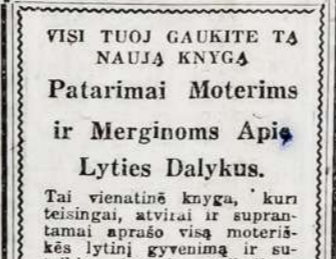 VISI TUOJ GAUKITE TĄ
NAUJĄ KNYGĄ
Patarimai Moterims
ir Merginoms Apie
Lyties Dalykus.
Tai vienatinė knyga, kuri
teisingai, atvirai ir supran-
tamai aprašo visą moteriš-
kės lytinį gyvenimą ir su-